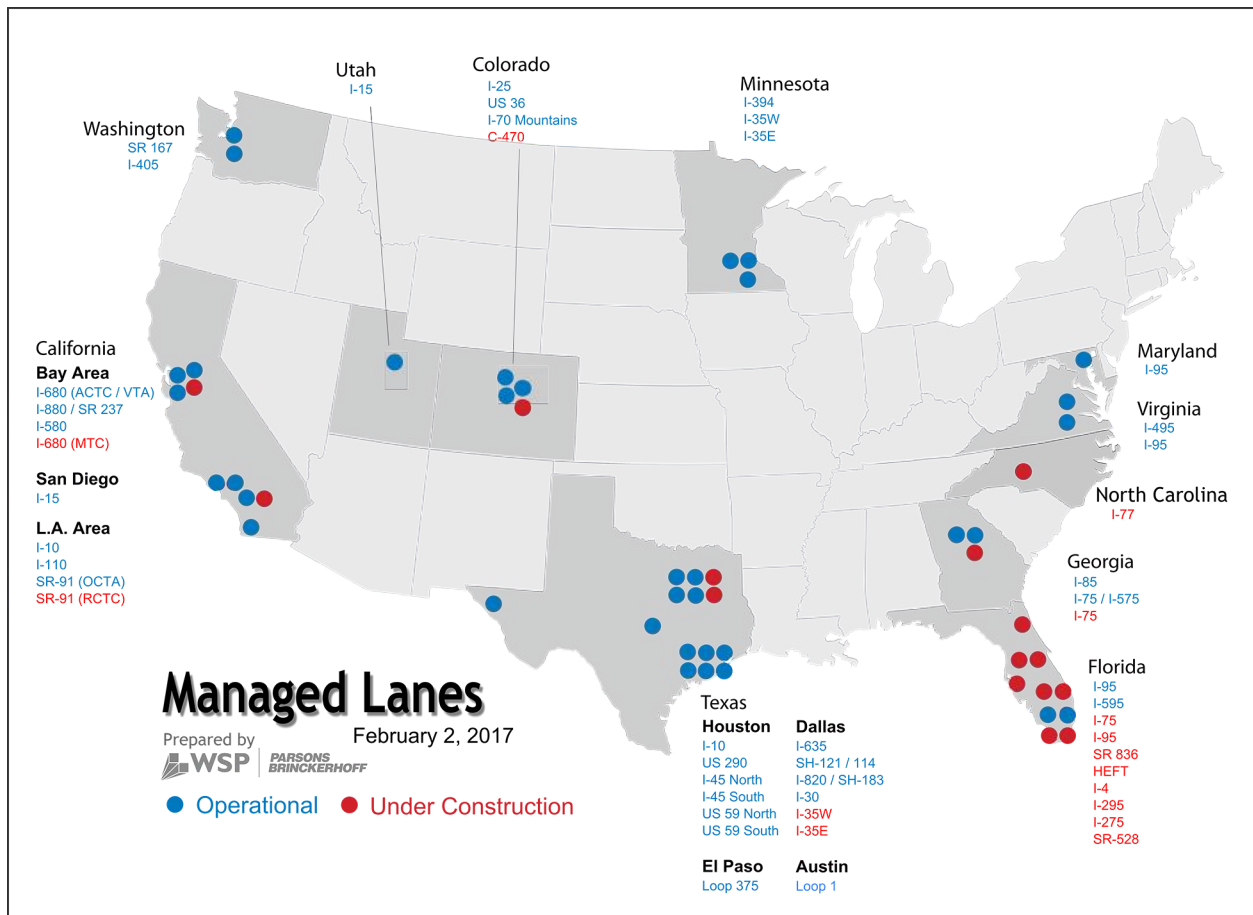 Utah
I-15
Colorado
I-25
US 36
I-70 Mountains
C-470
Minnesota
I-394
I-35W
I-35E
Washington
SR 167
I-405
California
Bay Area
I-680 (ACTC / VTA)
I-880 / SR 237
I-580
I-680 (MTC)
San Diego
I-15
L.A. Area
I-10
I-110
SR-91 (OCTA)
SR-91 (RCTC)
Maryland
I-95
Virginia
I-495
I-95
North Carolina
I-77
Georgia
I-85
I-75 / I-575
I-75
Florida
I-95
I-595
I-75
I-95
SR 836
HEFT
I-4
I-295
I-275
SR-528
Texas
Houston
I-10
US 290
I-45 North
I-45 South
US 59 North
US 59 South
Dallas
I-635
SH-121 / 114
I-820 / SH-183
I-30
I-35W
I-35E
El Paso
Loop 375
Austin
Loop 1
Managed Lanes
February 2, 2017
Prepared by
WSP
PARSONS
BRINCKERHOFF
Operational
Under Construction